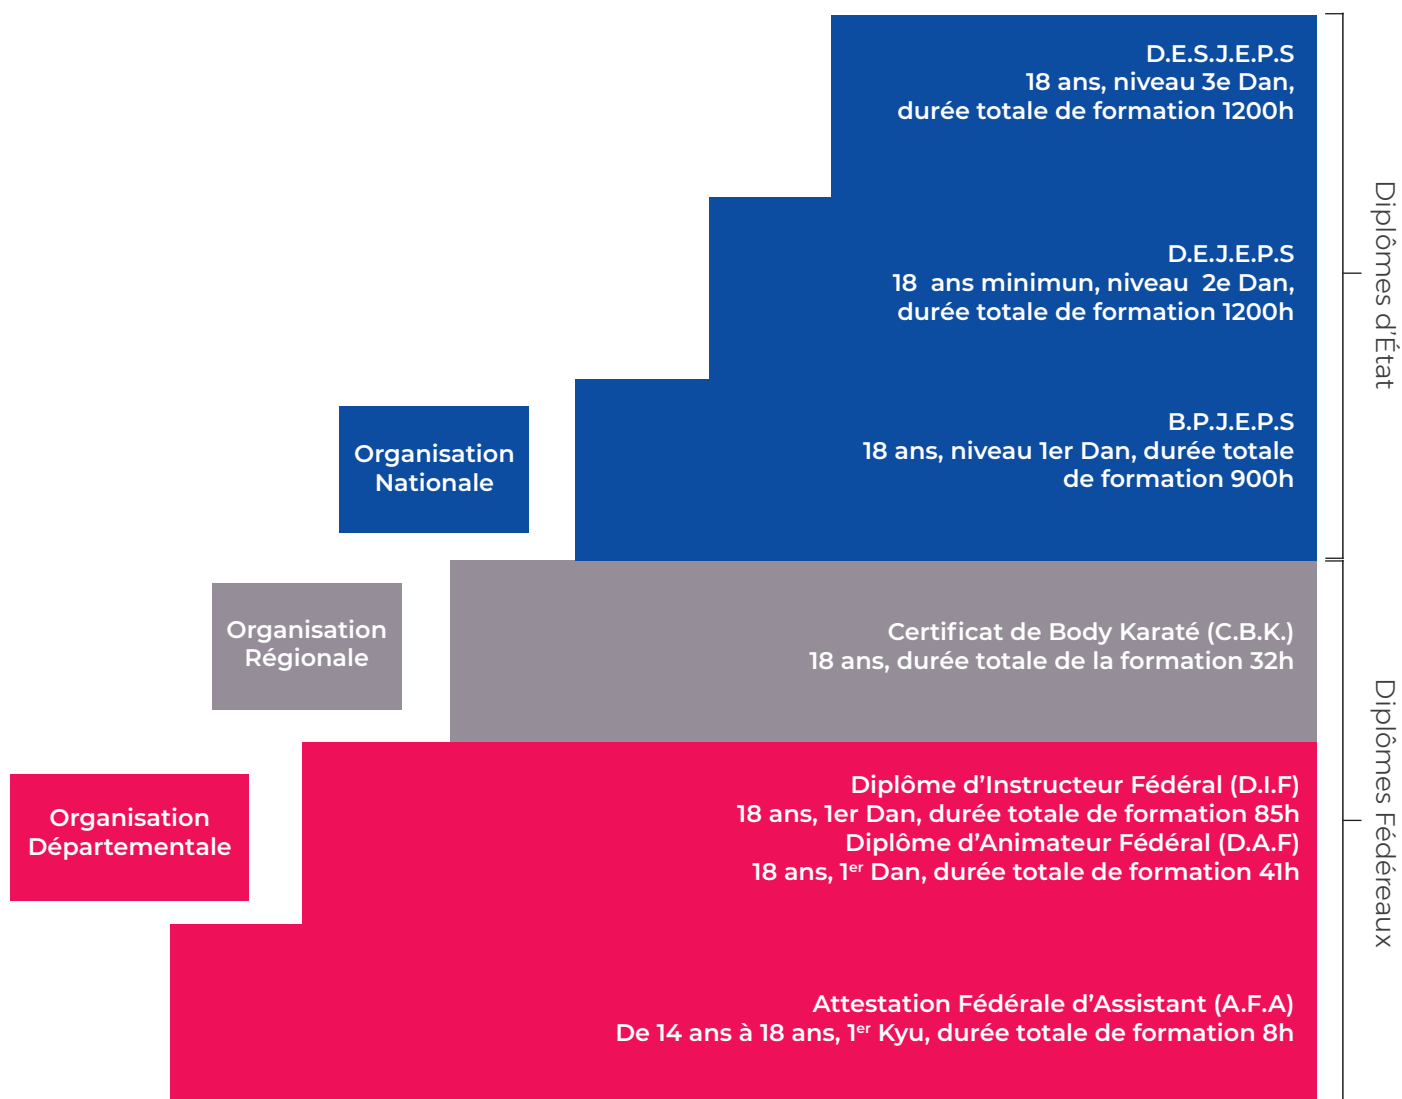 D.E.S.J.E.P.S
18 ans, niveau 3e Dan,
durée totale de formation 1200h
D.E.J.E.P.S
18 ans minimun, niveau 2e Dan,
durée totale de formation 1200h
Diplômes d'État
B.P.J.E.P.S
18 ans, niveau 1er Dan, durée totale
de formation 900h
Organisation
Nationale
Organisation
Régionale
Certificat de Body Karaté (C.B.K.)
18 ans, durée totale de la formation 32h
Organisation
Départementale
Diplôme d'Instructeur Fédéral (D.I.F)
18 ans, 1er Dan, durée totale de formation 85h
Diplôme d'Animateur Fédéral (D.A.F)
18 ans, 1er Dan, durée totale de formation 41h
Diplômes Fédéreaux
Attestation Fédérale d'Assistant (A.F.A)
De 14 ans à 18 ans, 1er Kyu, durée totale de formation 8h